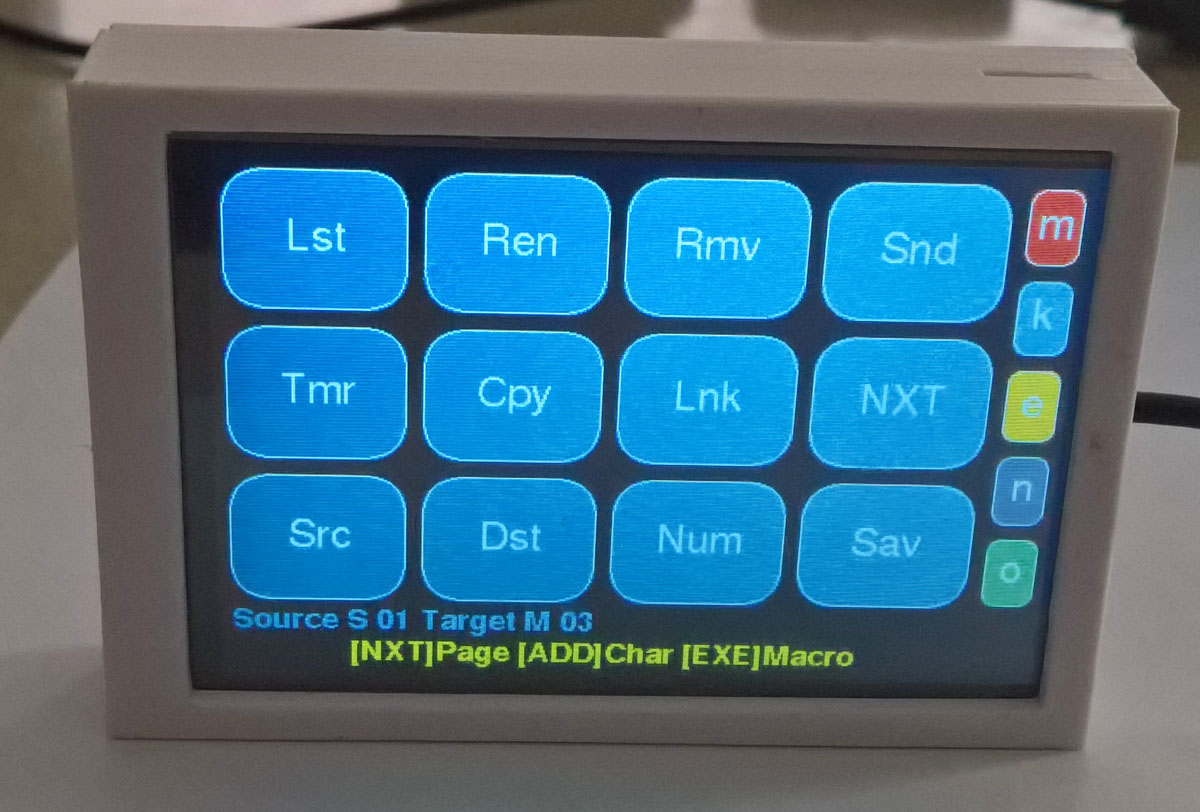 Lst Ren Rmv Snd m
k
Tmr Cpy Lnk NXT e
n
Src Dst Num Sav o
Source S 01 Target M 03
[NXT]Page [ADD]Char [EXE]Macro